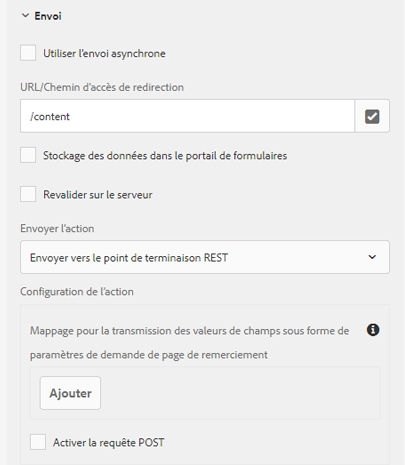 Envoi
Utiliser l'envoi asynchrone
URL/Chemin d'accès de redirection
/content
Stockage des données dans le portail de formulaires
Revalider sur le serveur
Envoyer l'action
Envoyer vers le point de terminaison REST
Configuration de l'action
Mappage pour la transmission des valeurs de champs sous forme de
paramètres de demande de page de remerciement
Ajouter
Activer la requête POST